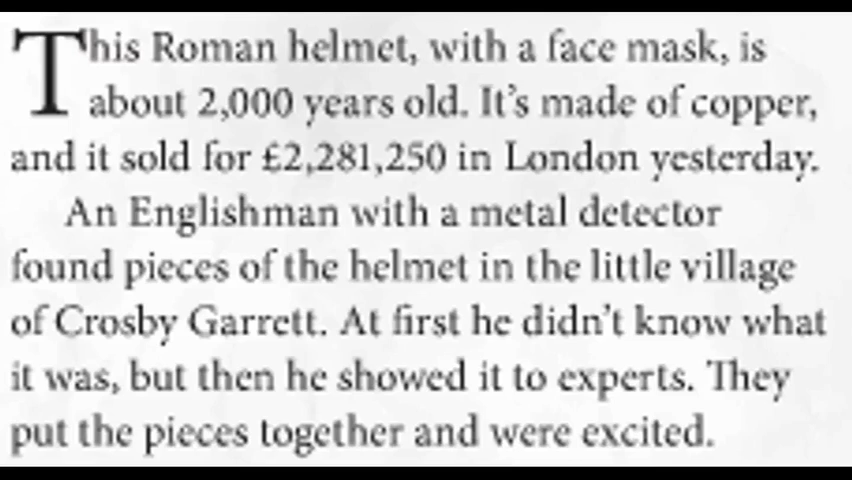 This Roman helmet, with a face mask, is
about 2,000 years old. It's made of copper,
and it sold for £2,281,250 in London yesterday.
An Englishman with a metal detector
found pieces of the helmet in the little village
of Crosby Garrett. At first he didn't know what
it was, but then he showed it to experts. They
put the pieces together and were excited.